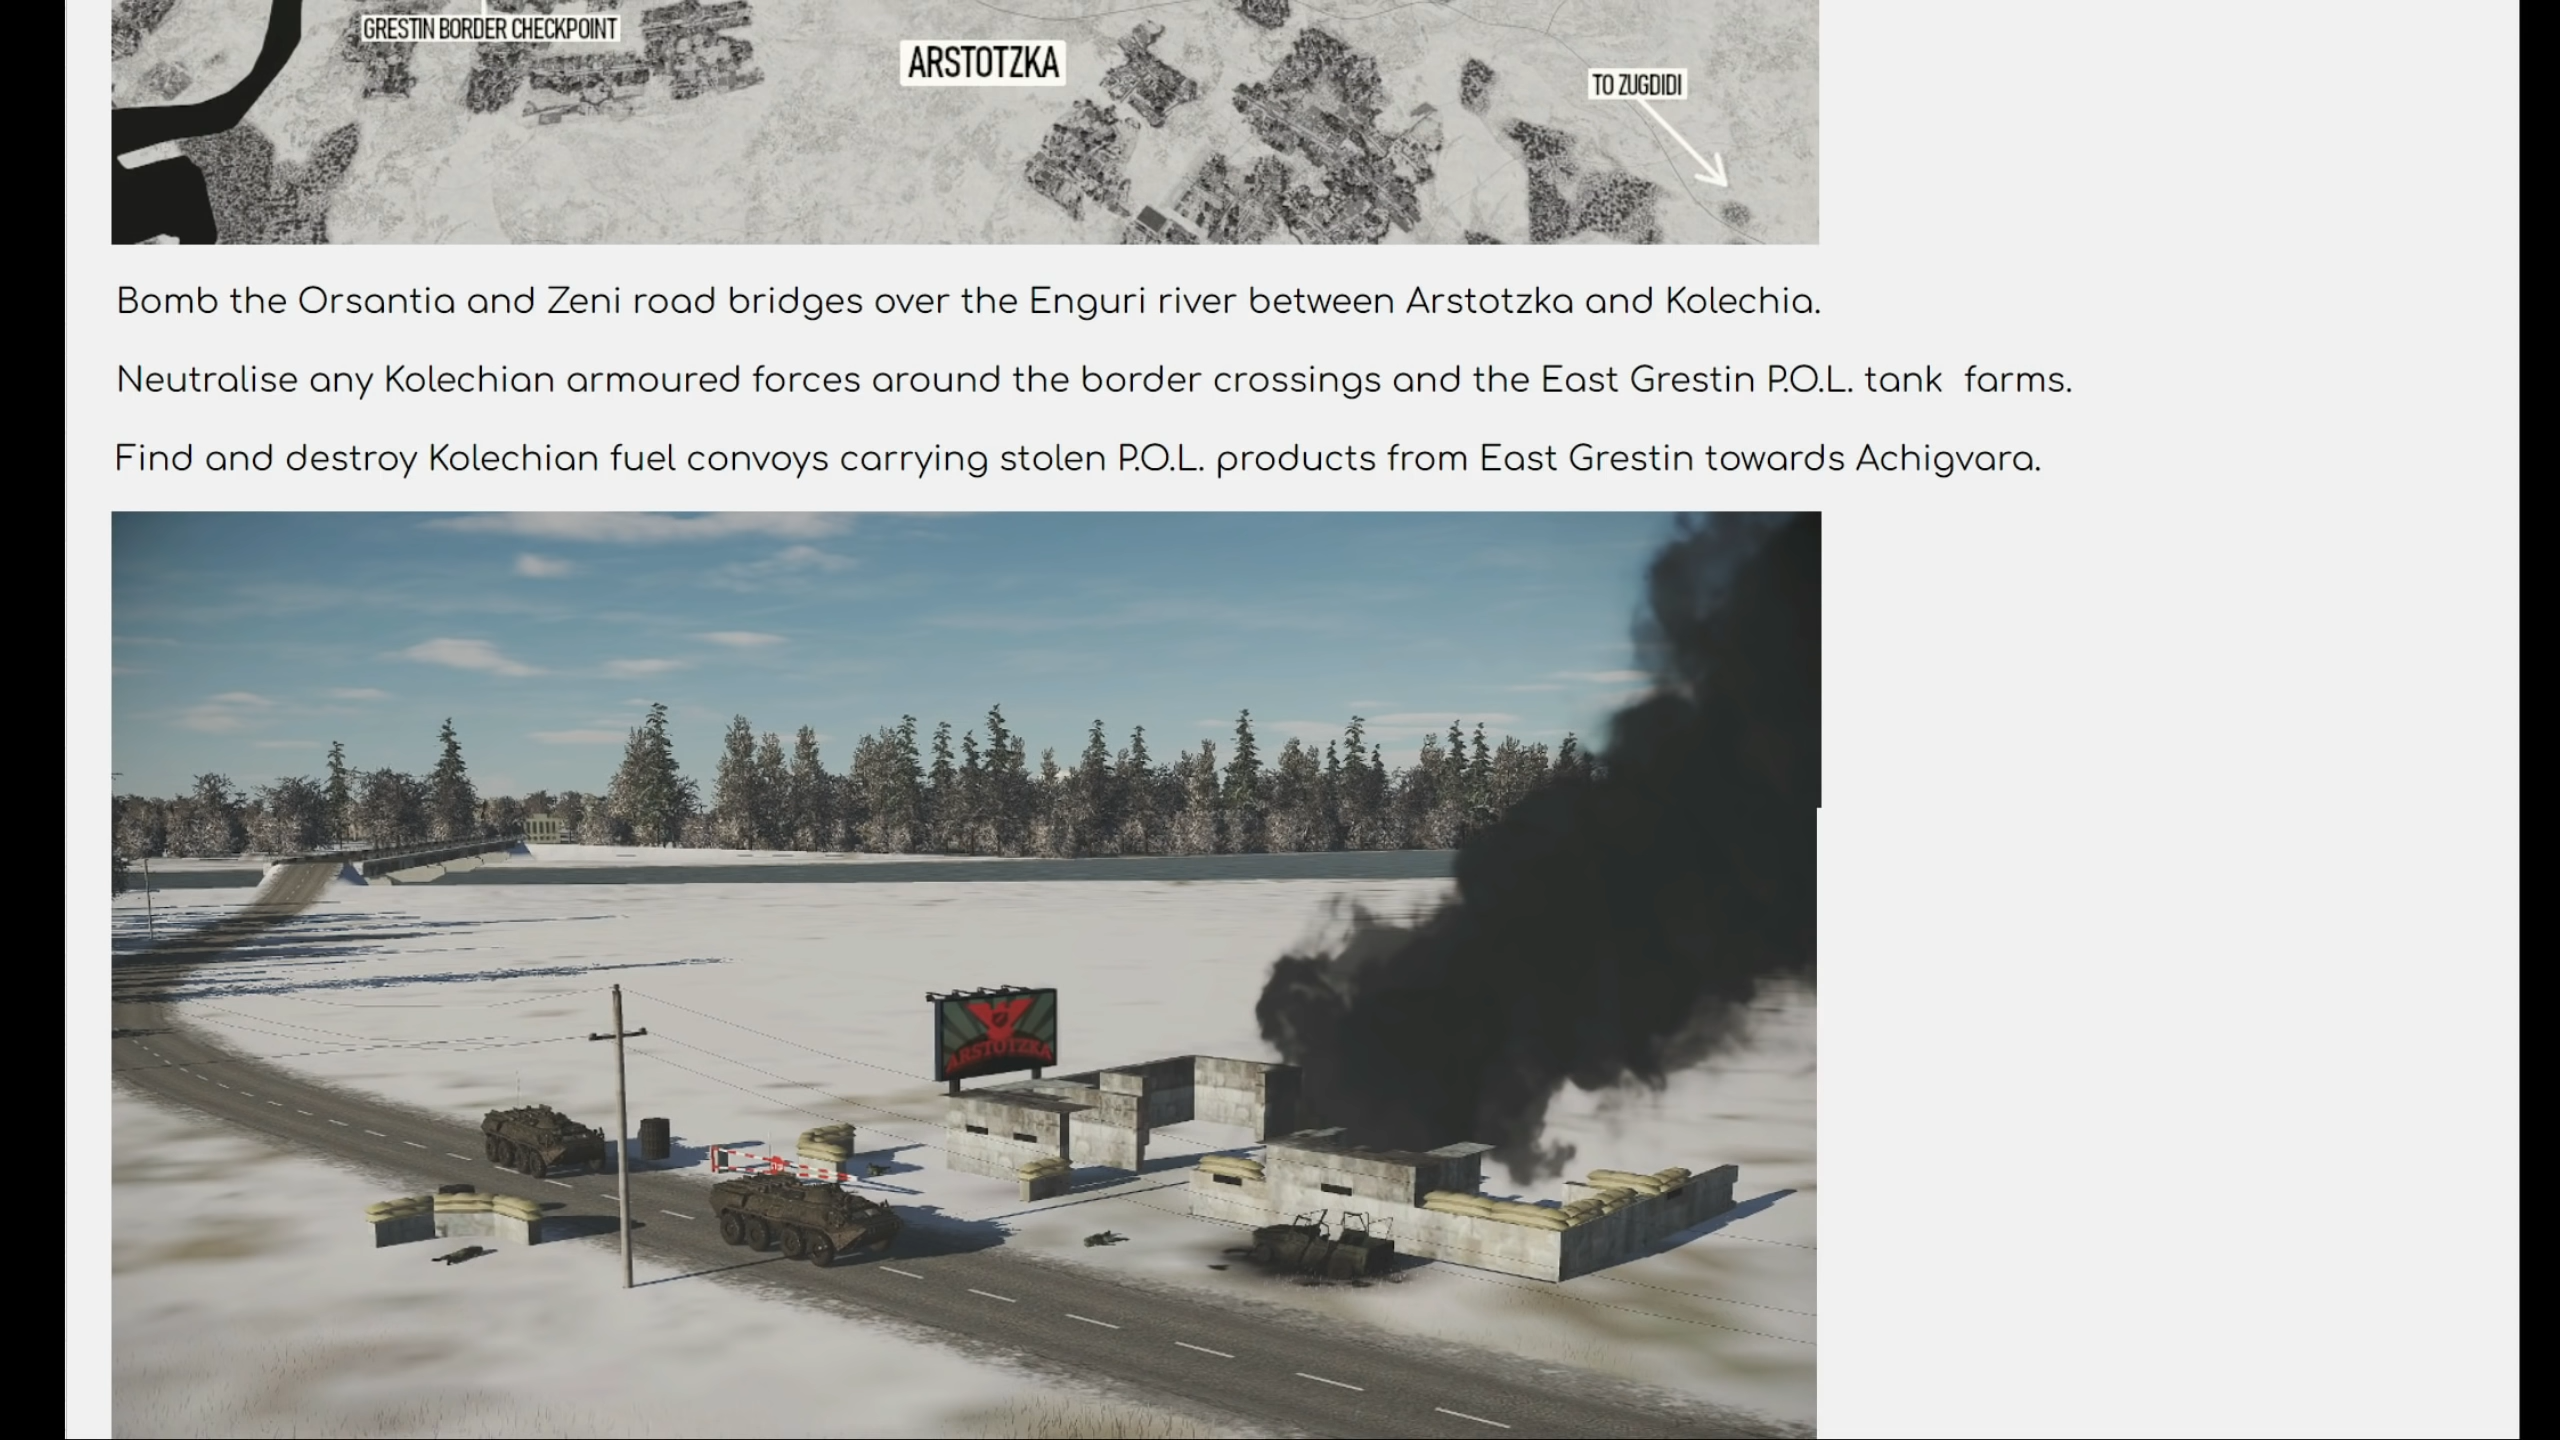 GRESTIN BORDER CHECKPOINT
ARSTOTZKA
TO ZUGDIDI
Bomb the Orsantia and Zeni road bridges over the Enguri river between Arstotzka and Kolechia.
Neutralise any Kolechian armoured forces around the border crossings and the East Grestin P.O.L. tank  farms.
Find and destroy Kolechian fuel convoys carrying stolen P.O.L. products from East Grestin towards Achigvara.
ARSTOTZKA